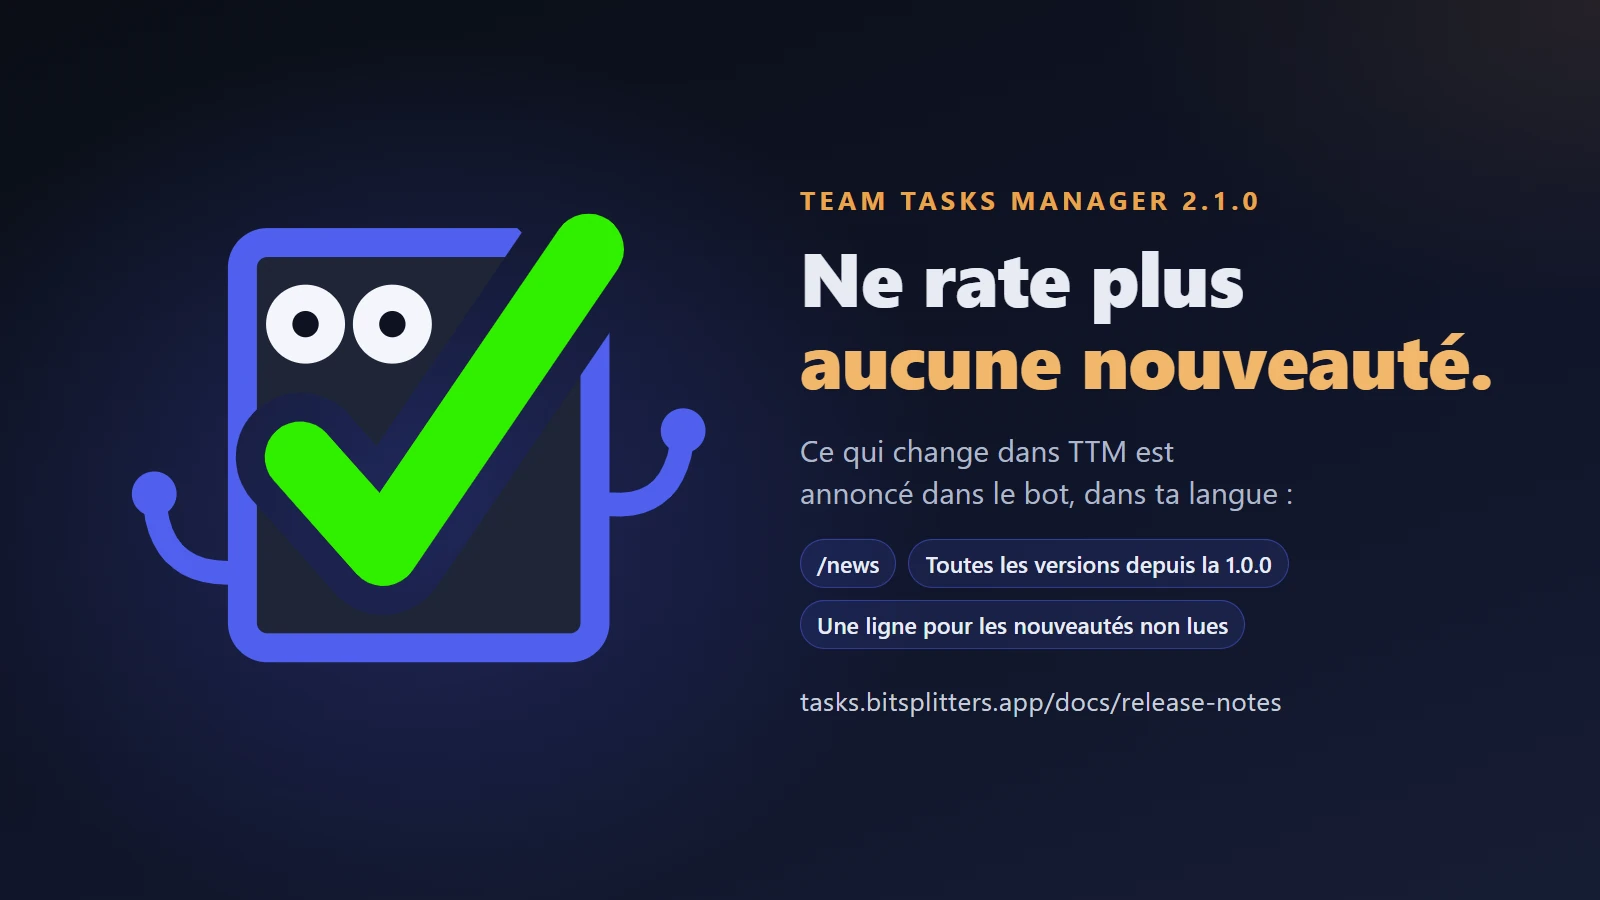 TEAM TASKS MANAGER 2.1.0
Ne rate plus
aucune nouveauté.
Ce qui change dans TTM est
annoncé dans le bot, dans ta langue :
/news
Toutes les versions depuis la 1.0.0
Une ligne pour les nouveautés non lues
tasks.bitsplitters.app/docs/release-notes